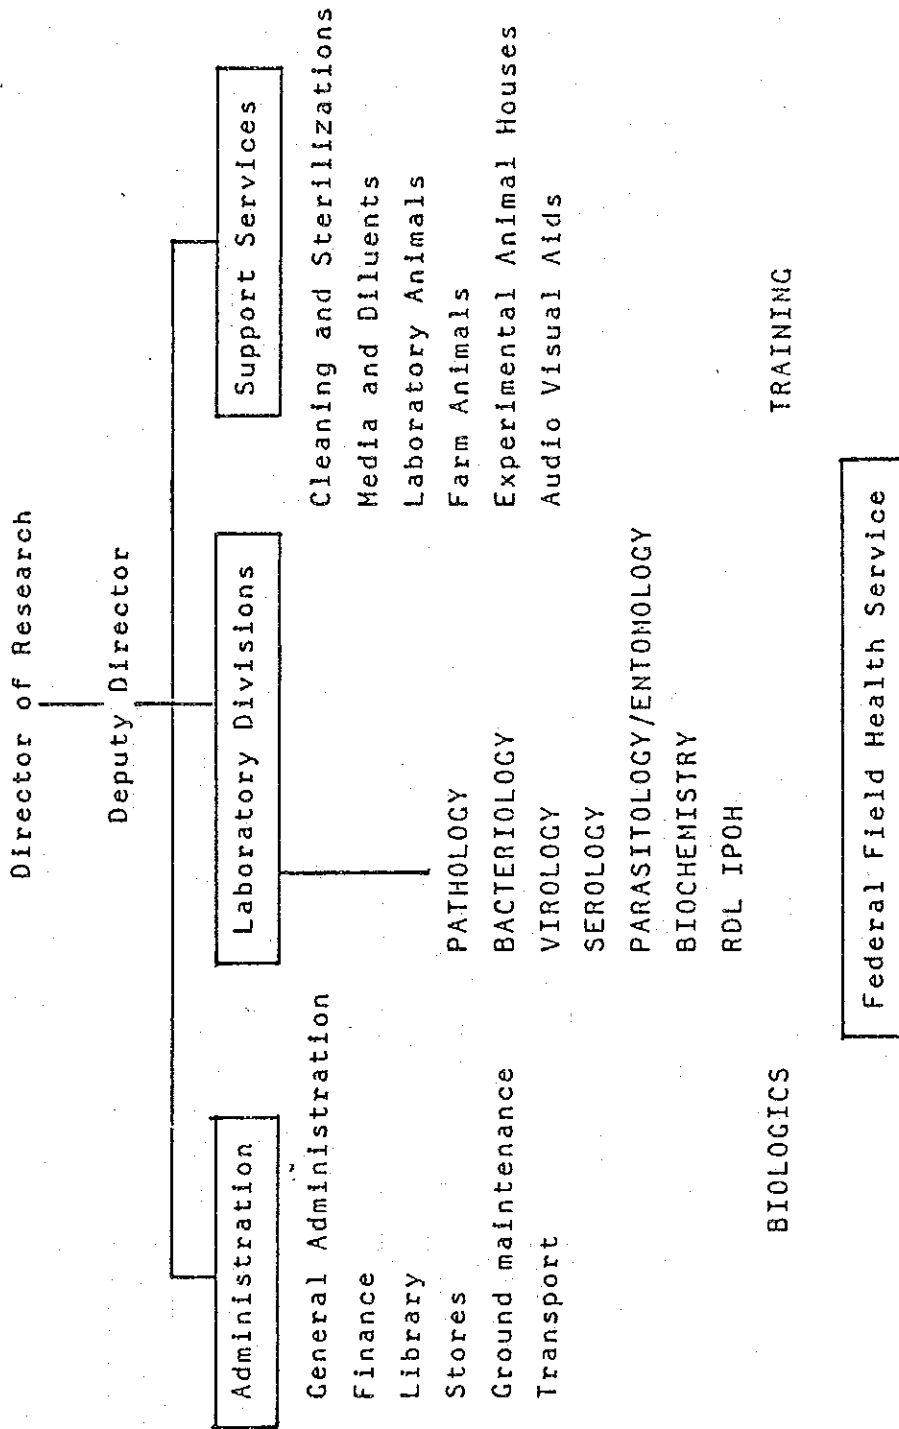 Director of Research
Deputy Director
Administration
General Administration
Finance
Library
Stores
Ground maintenance
Transport
Laboratory Divisions
PATHOLOGY
BACTERIOLOGY
VIROLOGY
SEROLOGY
PARASITOLOGY/ENTOMOLOGY
BIOCHEMISTRY
RDL IPOH
Support Services
Cleaning and Sterilizations
Media and Diluents
Laboratory Animals
Farm Animals
Experimental Animal Houses
Audio Visual Aids
BIOLOGICS
TRAINING
Federal Field Health Service